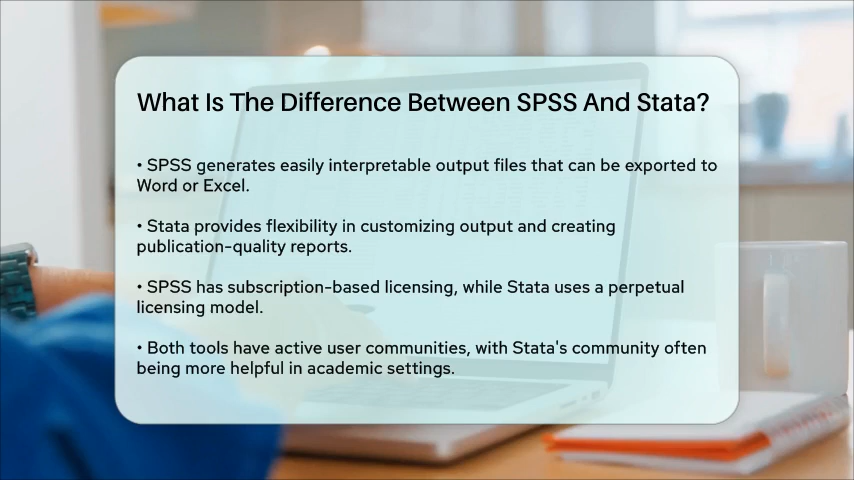 What Is The Difference Between SPSS And Stata?
• SPSS generates easily interpretable output files that can be exported to
Word or Excel.
• Stata provides flexibility in customizing output and creating
publication-quality reports.
• SPSS has subscription-based licensing, while Stata uses a perpetual
licensing model.
• Both tools have active user communities, with Stata's community often
being more helpful in academic settings.